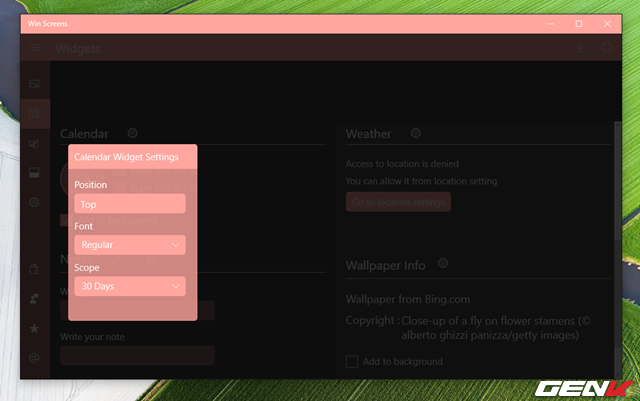 Win Screens
Widgets
Calendar
Weather
Calendar Widget Settings
Access to location is denied
You can allow it from location setting
Position
Top
Go to location settings
Font
Regular
Scope
30 Days
Wallpaper Info
Wallpaper from Bing.com
Copyright : Close-up of a fly on flower stamens (©
alberto ghizzi panizza/getty images)
Write your note
Add to background
GENK